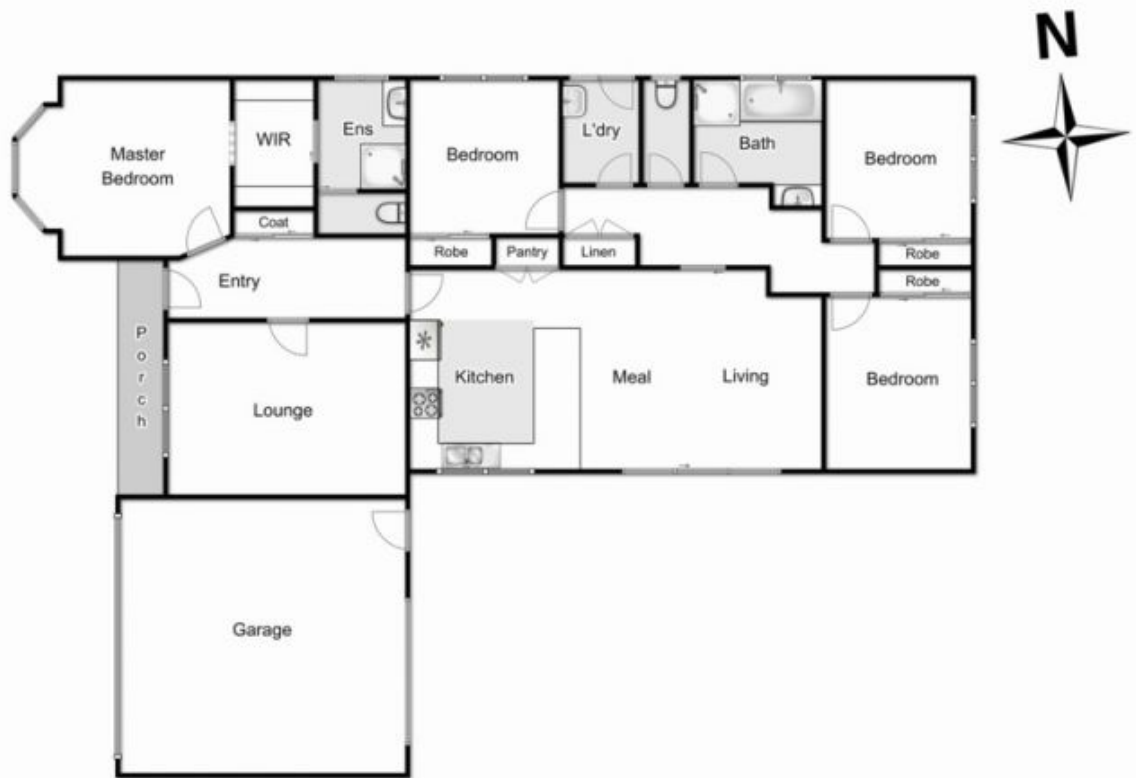 N
Master
Bedroom
WIR
Ens
Bedroom
L'dry
Bath
Bedroom
Coat
Robe
Pantry
Linen
Robe
Robe
Entry
Porch
Lounge
Kitchen
Meal
Living
Bedroom
Garage